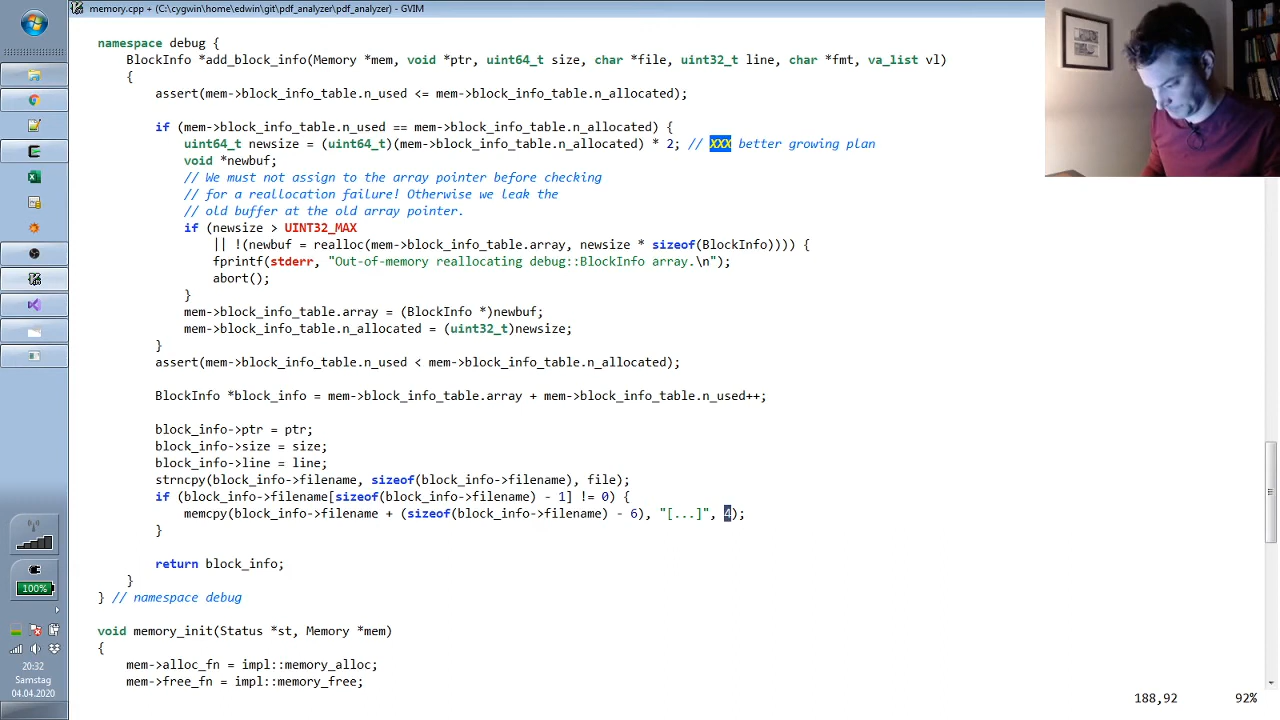 memory.cpp + (C:\cygwin\home\edwin\git\pdf_analyzer\pdf_analyzer) - GVIM
namespace debug {
BlockInfo *add_block_info(Memory *mem, void *ptr, uint64_t size, char *file, uint32_t line, char *fmt, va_list vl)
{
assert(mem->block_info_table.n_used <= mem->block_info_table.n_allocated);
if (mem->block_info_table.n_used == mem->block_info_table.n_allocated) {
uint64_t newsize = (uint64_t)(mem->block_info_table.n_allocated) * 2; // XXX better growing plan
void *newbuf;
// We must not assign to the array pointer before checking
// for a reallocation failure! Otherwise we leak the
// old buffer at the old array pointer.
if (newsize > UINT32_MAX
|| !(newbuf = realloc(mem->block_info_table.array, newsize * sizeof(BlockInfo)))) {
fprintf(stderr, "Out-of-memory reallocating debug::BlockInfo array.\n");
abort();
}
mem->block_info_table.array = (BlockInfo *)newbuf;
mem->block_info_table.n_allocated = (uint32_t)newsize;
}
assert(mem->block_info_table.n_used < mem->block_info_table.n_allocated);
BlockInfo *block_info = mem->block_info_table.array + mem->block_info_table.n_used++;
block_info->ptr = ptr;
block_info->size = size;
block_info->line = line;
strncpy(block_info->filename, sizeof(block_info->filename), file);
if (block_info->filename[sizeof(block_info->filename) - 1] != 0) {
memcpy(block_info->filename + (sizeof(block_info->filename) - 6), "[...]", 4);
}
return block_info;
}
} // namespace debug
void memory_init(Status *st, Memory *mem)
{
mem->alloc_fn = impl::memory_alloc;
mem->free_fn = impl::memory_free;
188,92 92%
100%
20:32
Samstag
04.04.2020